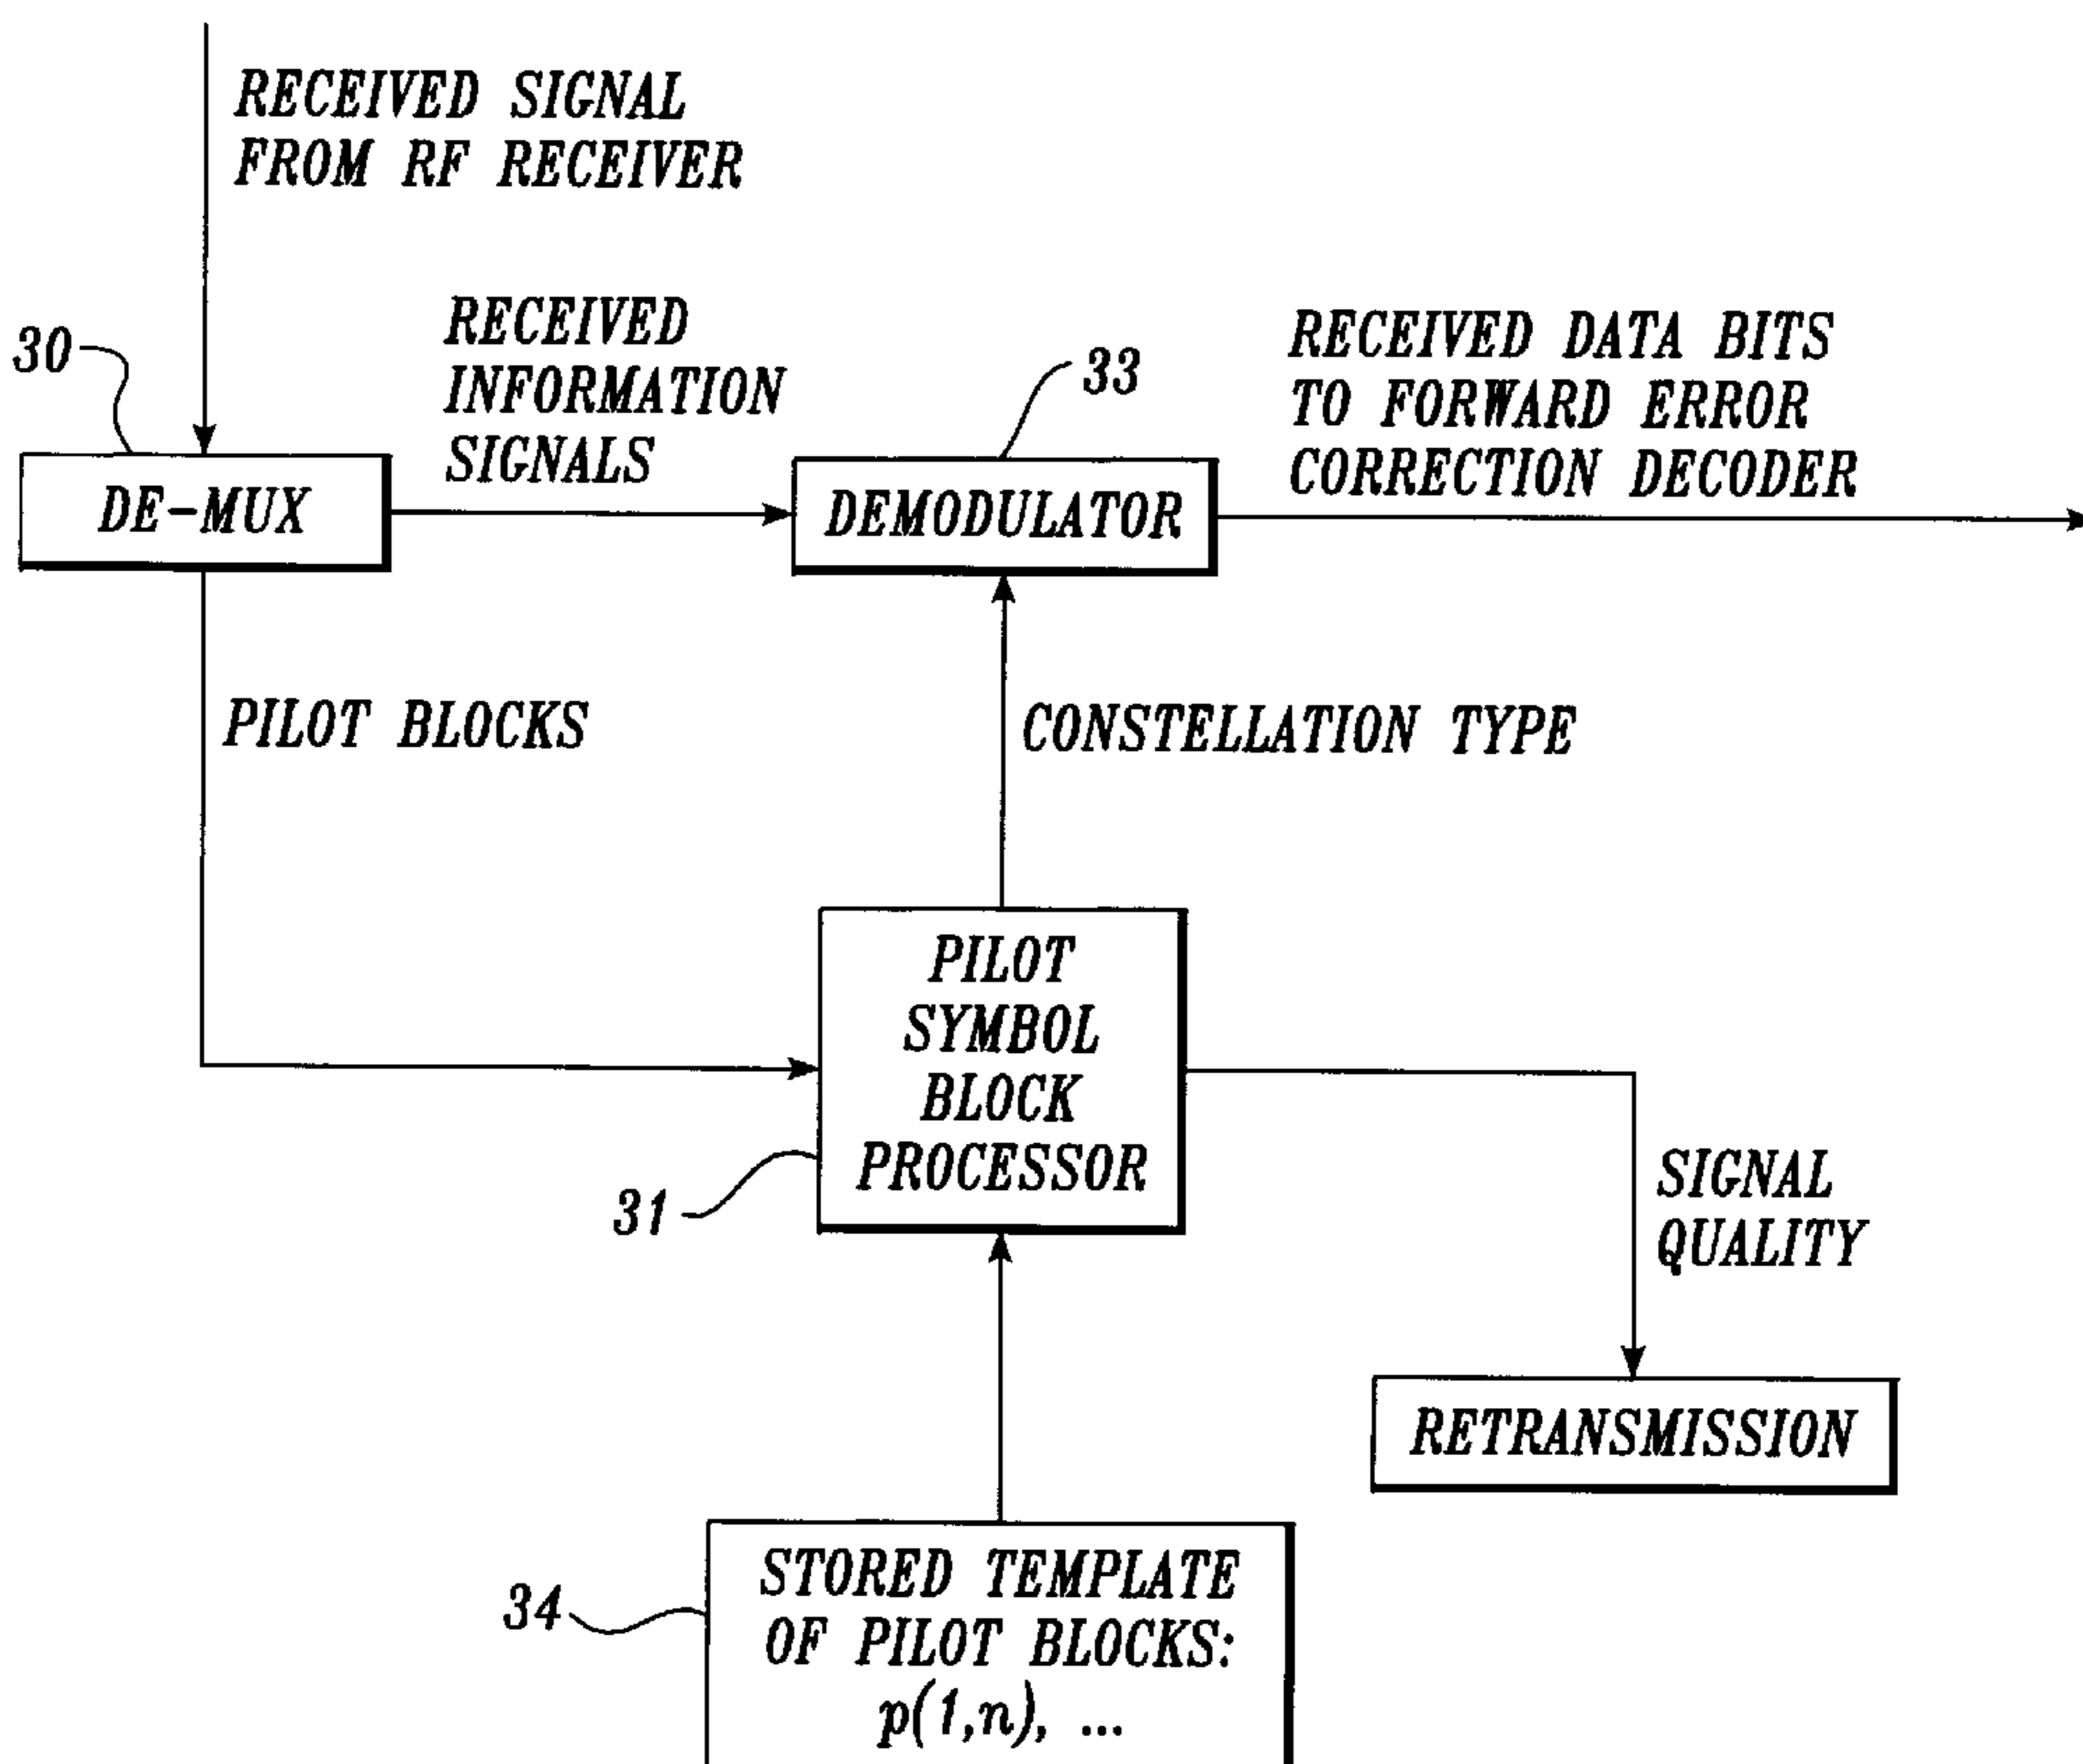 RECEIVED SIGNAL
FROM RF RECEIVER
30
RECEIVED
INFORMATION
SIGNALS
33
RECEIVED DATA BITS
TO FORWARD ERROR
CORRECTION DECODER
DE-MUX
DEMODULATOR
PILOT BLOCKS
CONSTELLATION TYPE
PILOT
SYMBOL
BLOCK
PROCESSOR
31
SIGNAL
QUALITY
RETRANSMISSION
34
STORED TEMPLATE
OF PILOT BLOCKS:
p(1,n), ...